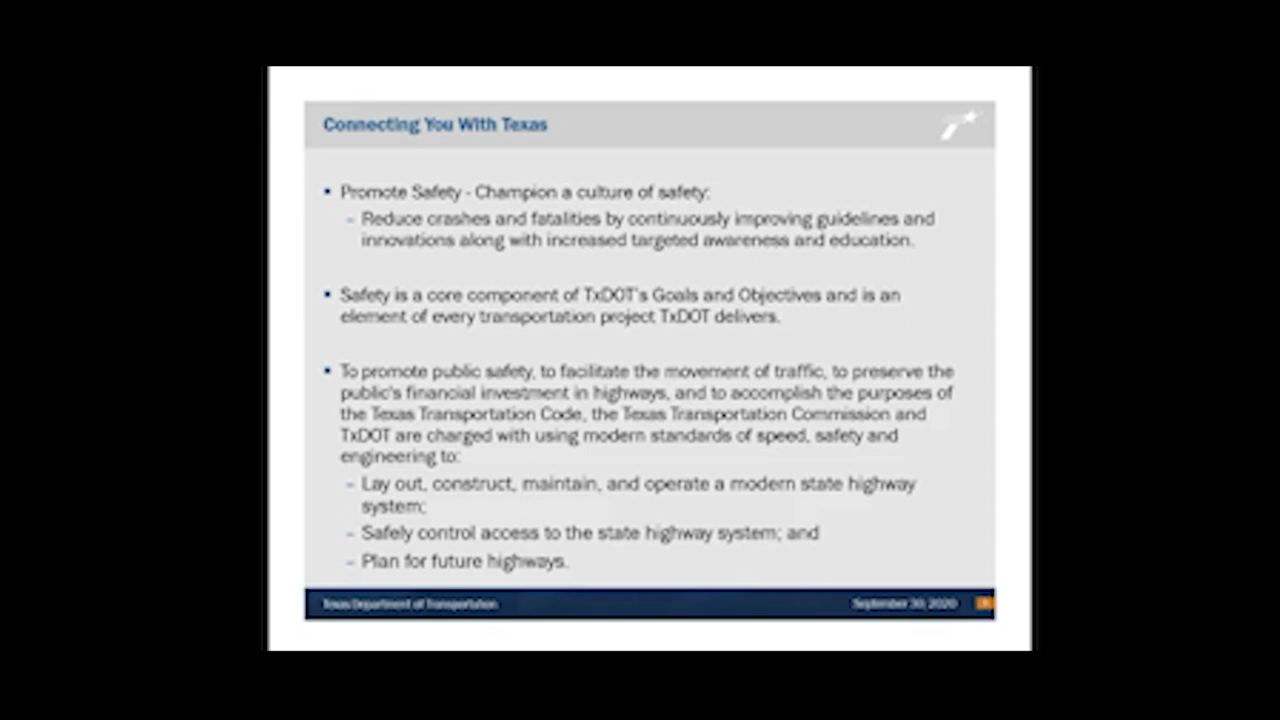 Connecting You With Texas
▪ Promote Safety - Champion a culture of safety:
– Reduce crashes and fatalities by continuously improving guidelines and
innovations along with increased targeted awareness and education.
▪ Safety is a core component of TxDOT's Goals and Objectives and is an
element of every transportation project TxDOT delivers.
▪ To promote public safety, to facilitate the movement of traffic, to preserve the
public's financial investment in highways, and to accomplish the purposes of
the Texas Transportation Code, the Texas Transportation Commission and
TxDOT are charged with using modern standards of speed, safety and
engineering to:
– Lay out, construct, maintain, and operate a modern state highway
system;
– Safely control access to the state highway system; and
– Plan for future highways.
Texas Department of Transportation
September 30, 2020